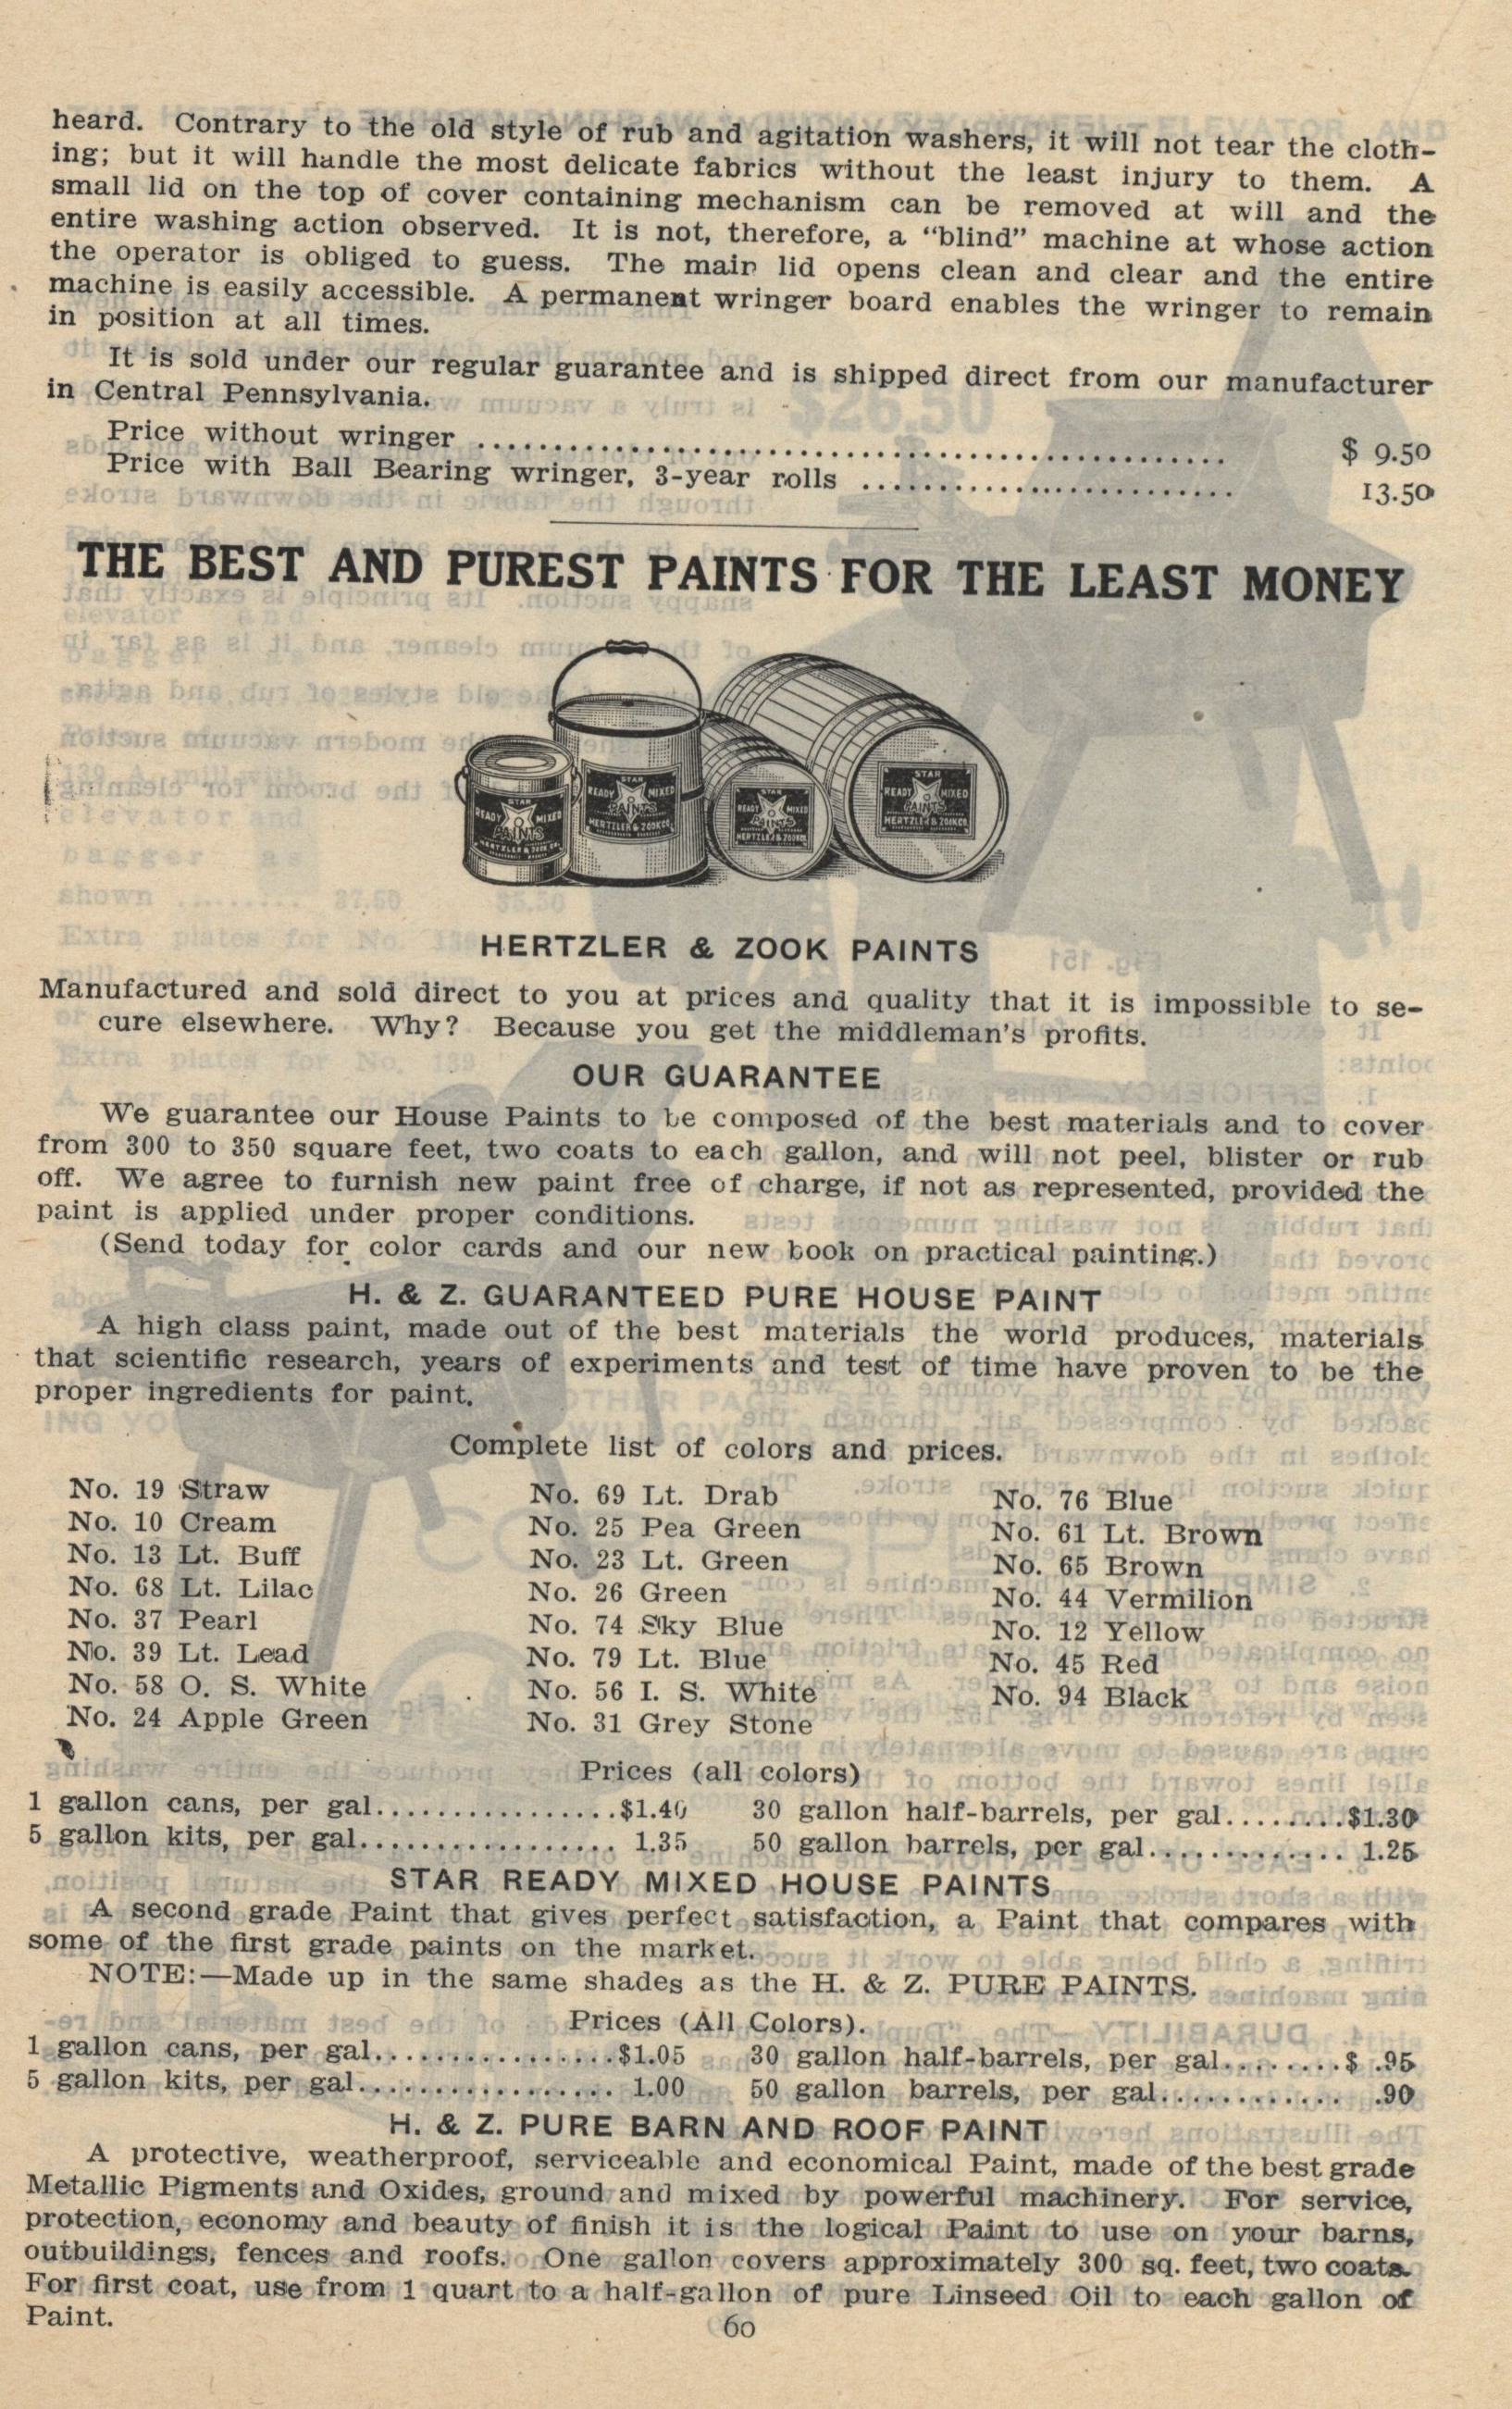 heard. Contrary to the old style of rub and agitation washers, it will not tear the cloth-
ing; but it will handle the most delicate fabrics without the least injury to them. A
small lid on the top of cover containing mechanism can be removed at will and the
entire washing action observed. It is not, therefore, a "blind" machine at whose action
the operator is obliged to guess. The main lid opens clean and clear and the entire
machine is easily accessible. A permanent wringer board enables the wringer to remain
in position at all times.
It is sold under our regular guarantee and is shipped direct from our manufacturer
in Central Pennsylvania.
Price without wringer .................................................. $ 9.50
Price with Ball Bearing wringer, 3-year rolls ......................... 13.50
THE BEST AND PUREST PAINTS FOR THE LEAST MONEY
STAR
READY MIXED
PAINTS
HERTZLER & ZOOK CO.
STAR
READY MIXED
PAINTS
HERTZLER & ZOOK CO.
STAR
READY MIXED
PAINTS
HERTZLER & ZOOK
STAR
READY MIXED
PAINTS
HERTZLER & ZOOK CO.
HERTZLER & ZOOK PAINTS
Manufactured and sold direct to you at prices and quality that it is impossible to se-
cure elsewhere. Why? Because you get the middleman's profits.
OUR GUARANTEE
We guarantee our House Paints to be composed of the best materials and to cover
from 300 to 350 square feet, two coats to each gallon, and will not peel, blister or rub
off. We agree to furnish new paint free of charge, if not as represented, provided the
paint is applied under proper conditions.
(Send today for color cards and our new book on practical painting.)
H. & Z. GUARANTEED PURE HOUSE PAINT
A high class paint, made out of the best materials the world produces, materials
that scientific research, years of experiments and test of time have proven to be the
proper ingredients for paint.
Complete list of colors and prices.
No. 19 Straw
No. 10 Cream
No. 13 Lt. Buff
No. 68 Lt. Lilac
No. 37 Pearl
No. 39 Lt. Lead
No. 58 O. S. White
No. 24 Apple Green
No. 69 Lt. Drab
No. 25 Pea Green
No. 23 Lt. Green
No. 26 Green
No. 74 Sky Blue
No. 79 Lt. Blue
No. 56 I. S. White
No. 31 Grey Stone
No. 76 Blue
No. 61 Lt. Brown
No. 65 Brown
No. 44 Vermilion
No. 12 Yellow
No. 45 Red
No. 94 Black
Prices (all colors)
1 gallon cans, per gal................$1.40 30 gallon half-barrels, per gal........$1.30
5 gallon kits, per gal................. 1.35 50 gallon barrels, per gal............. 1.25
STAR READY MIXED HOUSE PAINTS
A second grade Paint that gives perfect satisfaction, a Paint that compares with
some of the first grade paints on the market.
NOTE:—Made up in the same shades as the H. & Z. PURE PAINTS.
Prices (All Colors).
1 gallon cans, per gal................$1.05 30 gallon half-barrels, per gal........$ .95
5 gallon kits, per gal................. 1.00 50 gallon barrels, per gal............ .90
H. & Z. PURE BARN AND ROOF PAINT
A protective, weatherproof, serviceable and economical Paint, made of the best grade
Metallic Pigments and Oxides, ground and mixed by powerful machinery. For service,
protection, economy and beauty of finish it is the logical Paint to use on your barns,
outbuildings, fences and roofs. One gallon covers approximately 300 sq. feet, two coats.
For first coat, use from 1 quart to a half-gallon of pure Linseed Oil to each gallon of
Paint.
60